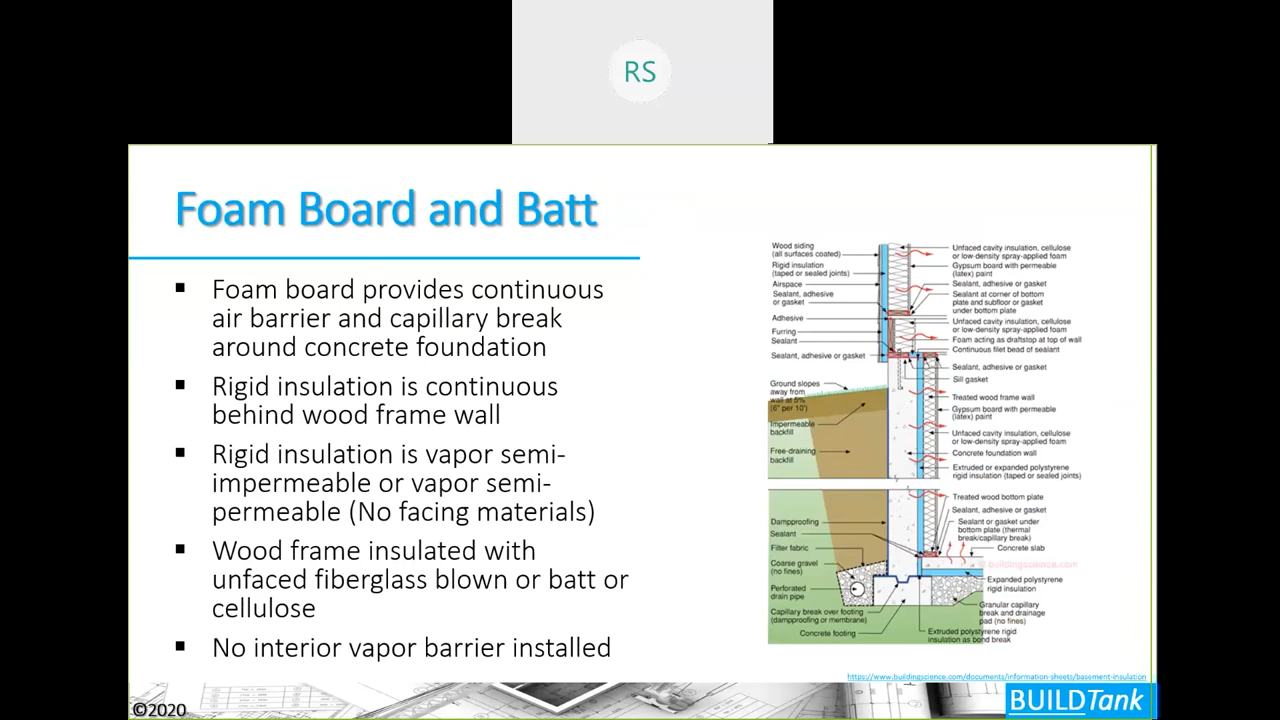 RS
Foam Board and Batt
▪ Foam board provides continuous
air barrier and capillary break
around concrete foundation
▪ Rigid insulation is continuous
behind wood frame wall
▪ Rigid insulation is vapor semi-
impermeable or vapor semi-
permeable (No facing materials)
▪ Wood frame insulated with
unfaced fiberglass blown or batt or
cellulose
▪ No interior vapor barrier installed
Wood siding
(all surfaces coated)
Rigid insulation
(taped or sealed joints)
Airspace
Sealant, adhesive
or gasket
Adhesive
Furring
Sealant
Sealant, adhesive or gasket
Ground slopes
away from
wall at 5%
(6" per 10')
Impermeable
backfill
Free-draining
backfill
Dampproofing
Sealant
Filter fabric
Coarse gravel
(no fines)
Perforated
drain pipe
Capillary break over footing
(dampproofing or membrane)
Concrete footing
Unfaced cavity insulation, cellulose
or low-density spray-applied foam
Gypsum board with permeable
(latex) paint
Sealant, adhesive or gasket
Sealant at corner of bottom
plate and subfloor or gasket
under bottom plate
Unfaced cavity insulation, cellulose
or low-density spray-applied foam
Foam acting as draftstop at top of wall
Continuous filet bead of sealant
Sealant, adhesive or gasket
Sill gasket
Treated wood frame wall
Gypsum board with permeable
(latex) paint
Unfaced cavity insulation, cellulose
or low-density spray-applied foam
Concrete foundation wall
Extruded or expanded polystyrene
rigid insulation (taped or sealed joints)
Treated wood bottom plate
Sealant, adhesive or gasket
Sealant or gasket under
bottom plate (thermal
break/capillary break)
Concrete slab
© buildingscience.com
Expanded polystyrene
rigid insulation
Granular capillary
break and drainage
pad (no fines)
Extruded polystyrene rigid
insulation as bond break
https://www.buildingscience.com/documents/information-sheets/basement-insulation
©2020
BUILDTank